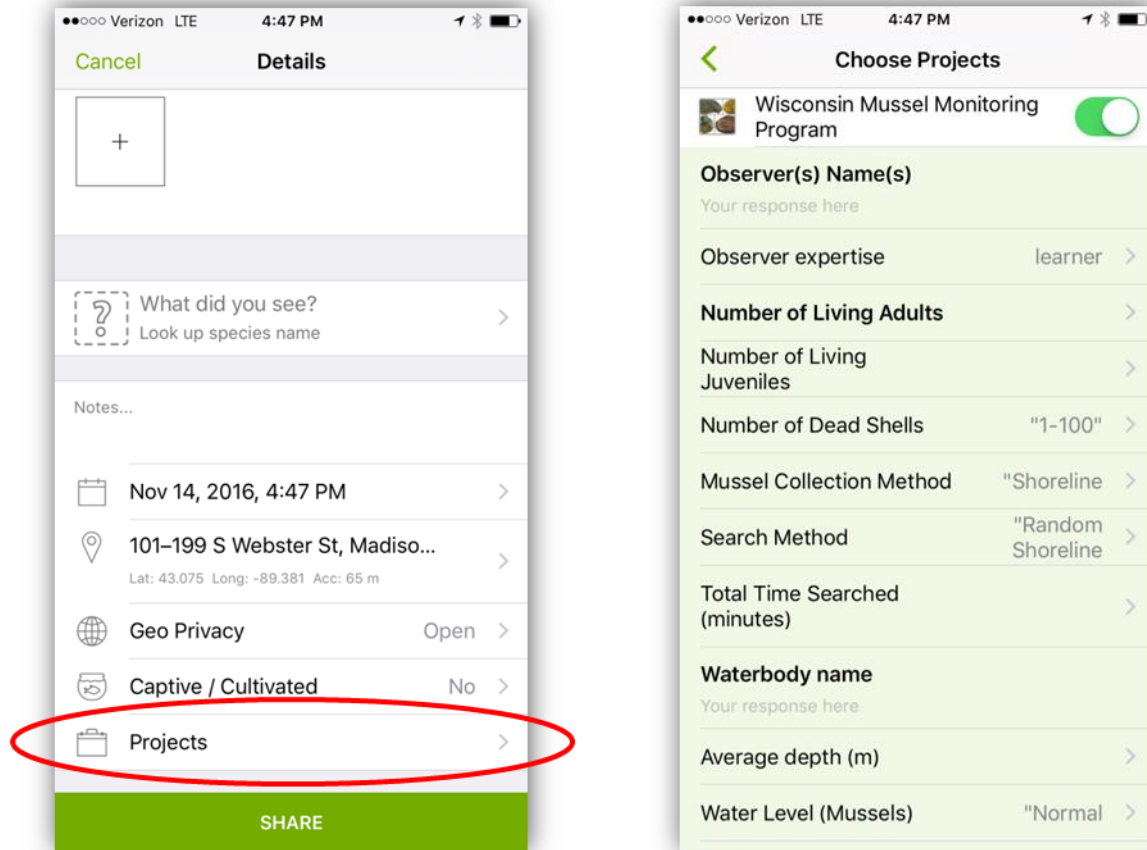 Verizon LTE 4:47 PM
Cancel Details
+
What did you see?
Look up species name
Notes...
Nov 14, 2016, 4:47 PM
101–199 S Webster St, Madiso...
Lat: 43.075 Long: -89.381 Acc: 65 m
Geo Privacy Open
Captive / Cultivated No
Projects
SHARE
Verizon LTE 4:47 PM
Choose Projects
Wisconsin Mussel Monitoring
Program
Observer(s) Name(s)
Your response here
Observer expertise learner
Number of Living Adults
Number of Living
Juveniles
Number of Dead Shells "1-100"
Mussel Collection Method "Shoreline
Search Method "Random
Shoreline
Total Time Searched
(minutes)
Waterbody name
Your response here
Average depth (m)
Water Level (Mussels) "Normal